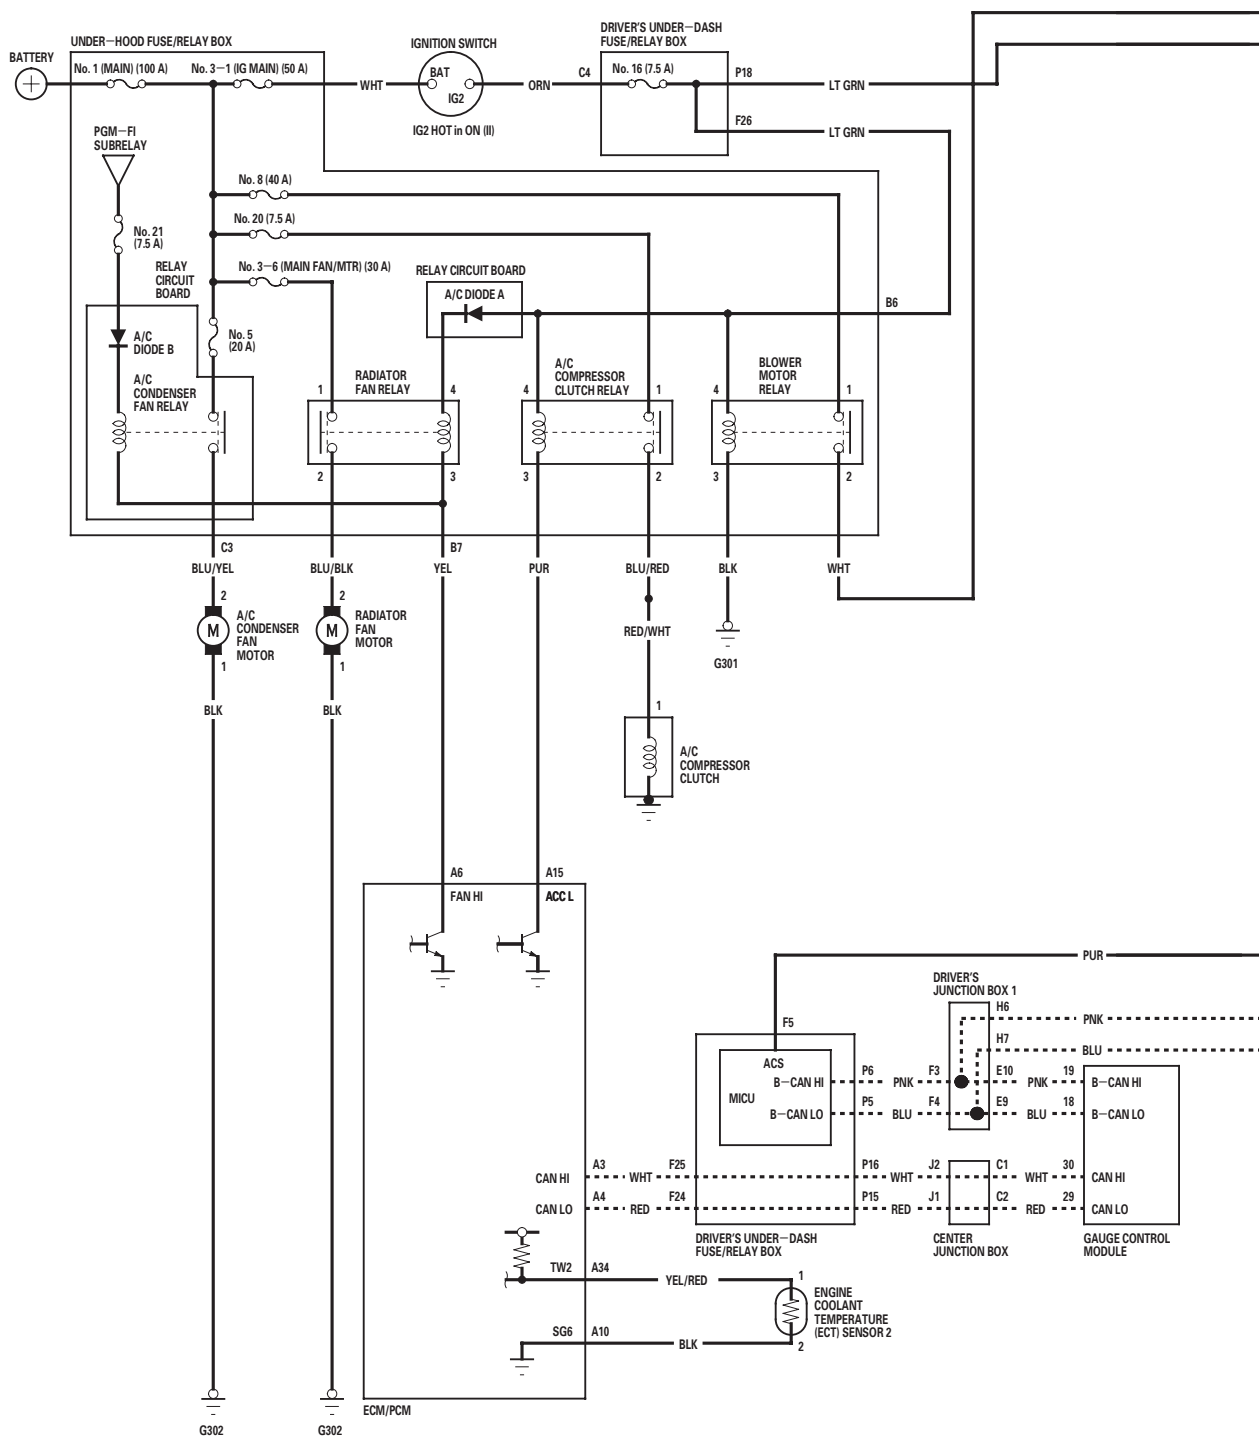 BATTERY
UNDER-HOOD FUSE/RELAY BOX
No. 1 (MAIN) (100 A)
No. 3-1 (IG MAIN) (50 A)
WHT
IGNITION SWITCH
BAT
IG2
IG2 HOT in ON (II)
ORN
C4
DRIVER'S UNDER-DASH
FUSE/RELAY BOX
No. 16 (7.5 A)
P18
LT GRN
F26
LT GRN
PGM-FI
SUBRELAY
No. 21
(7.5 A)
No. 8 (40 A)
No. 20 (7.5 A)
No. 3-6 (MAIN FAN/MTR) (30 A)
RELAY
CIRCUIT
BOARD
RELAY CIRCUIT BOARD
A/C DIODE A
B6
A/C
DIODE B
No. 5
(20 A)
A/C
CONDENSER
FAN RELAY
1
RADIATOR
FAN RELAY
4
4
A/C
COMPRESSOR
CLUTCH RELAY
1
4
BLOWER
MOTOR
RELAY
1
2
3
3
2
3
2
C3
B7
BLU/YEL
BLU/BLK
YEL
PUR
BLU/RED
BLK
WHT
2
M
A/C
CONDENSER
FAN
MOTOR
1
2
M
RADIATOR
FAN
MOTOR
1
RED/WHT
G301
BLK
BLK
1
A/C
COMPRESSOR
CLUTCH
A6
A15
FAN HI
ACC L
PUR
DRIVER'S
JUNCTION BOX 1
H6
PNK
H7
BLU
F5
ACS
MICU
B-CAN HI
P6
PNK
F3
E10
PNK
19
B-CAN HI
B-CAN LO
P5
BLU
F4
E9
BLU
18
B-CAN LO
CAN HI
A3
WHT
F25
P16
WHT
J2
C1
WHT
30
CAN HI
CAN LO
A4
RED
F24
P15
RED
J1
C2
RED
29
CAN LO
DRIVER'S UNDER-DASH
FUSE/RELAY BOX
CENTER
JUNCTION BOX
GAUGE CONTROL
MODULE
TW2
A34
YEL/RED
1
ENGINE
COOLANT
TEMPERATURE
(ECT) SENSOR 2
SG6
A10
BLK
2
ECM/PCM
G302
G302